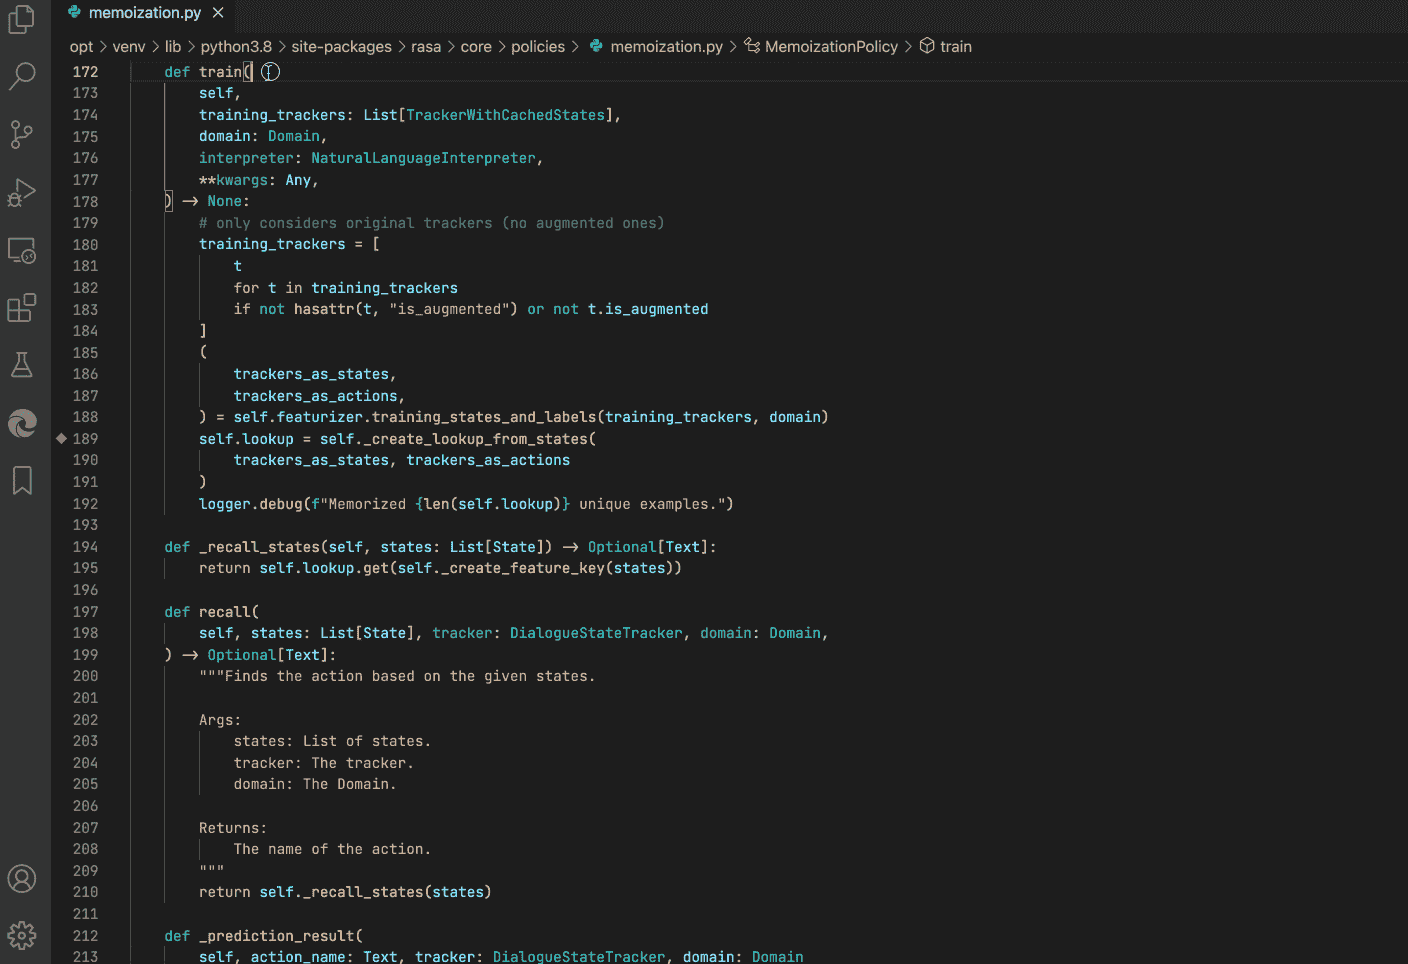 memoization.py ×
opt > venv > lib > python3.8 > site-packages > rasa > core > policies > memoization.py > MemoizationPolicy > train
172 def train(
173 self,
174 training_trackers: List[TrackerWithCachedStates],
175 domain: Domain,
176 interpreter: NaturalLanguageInterpreter,
177 **kwargs: Any,
178 ) → None:
179 # only considers original trackers (no augmented ones)
180 training_trackers = [
181 t
182 for t in training_trackers
183 if not hasattr(t, "is_augmented") or not t.is_augmented
184 ]
185 (
186 trackers_as_states,
187 trackers_as_actions,
188 ) = self.featurizer.training_states_and_labels(training_trackers, domain)
189 self.lookup = self._create_lookup_from_states(
190 trackers_as_states, trackers_as_actions
191 )
192 logger.debug(f"Memorized {len(self.lookup)} unique examples.")
193
194 def _recall_states(self, states: List[State]) → Optional[Text]:
195 return self.lookup.get(self._create_feature_key(states))
196
197 def recall(
198 self, states: List[State], tracker: DialogueStateTracker, domain: Domain,
199 ) → Optional[Text]:
200 """Finds the action based on the given states.
201
202 Args:
203 states: List of states.
204 tracker: The tracker.
205 domain: The Domain.
206
207 Returns:
208 The name of the action.
209 """
210 return self._recall_states(states)
211
212 def _prediction_result(
213 self, action_name: Text, tracker: DialogueStateTracker, domain: Domain